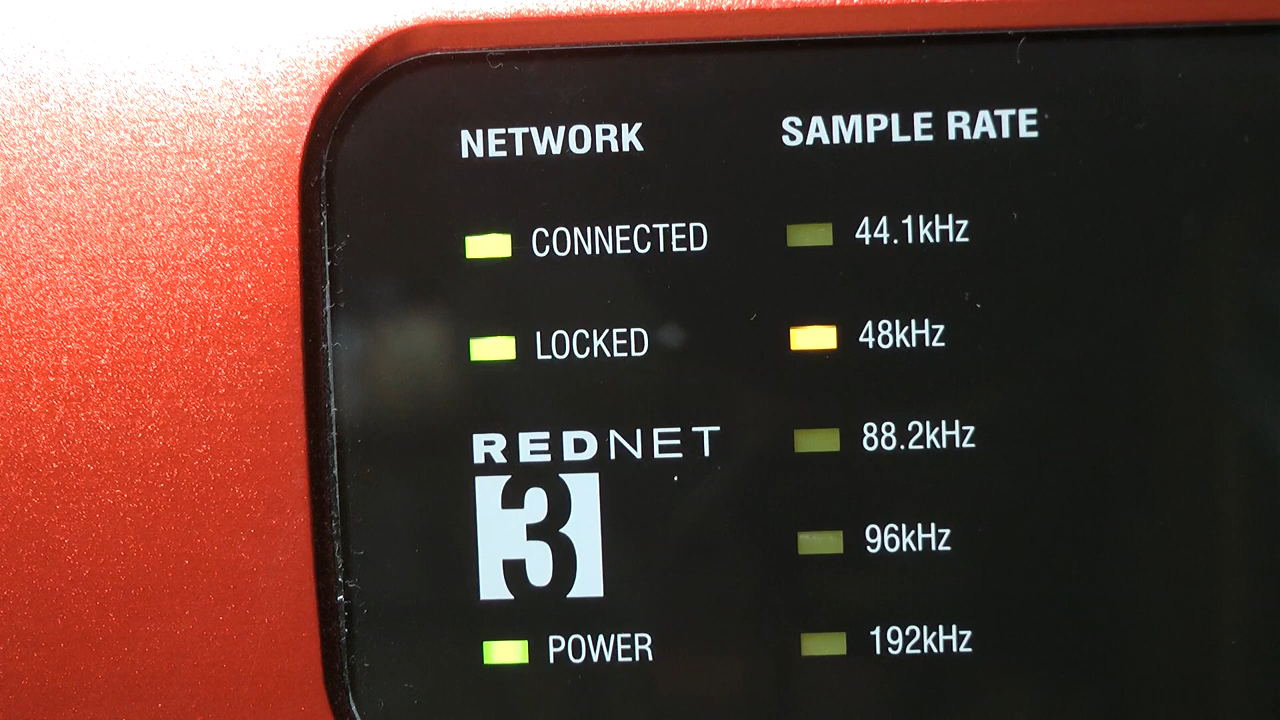 NETWORK
CONNECTED
LOCKED
REDNET
3
POWER
SAMPLE RATE
44.1kHz
48kHz
88.2kHz
96kHz
192kHz